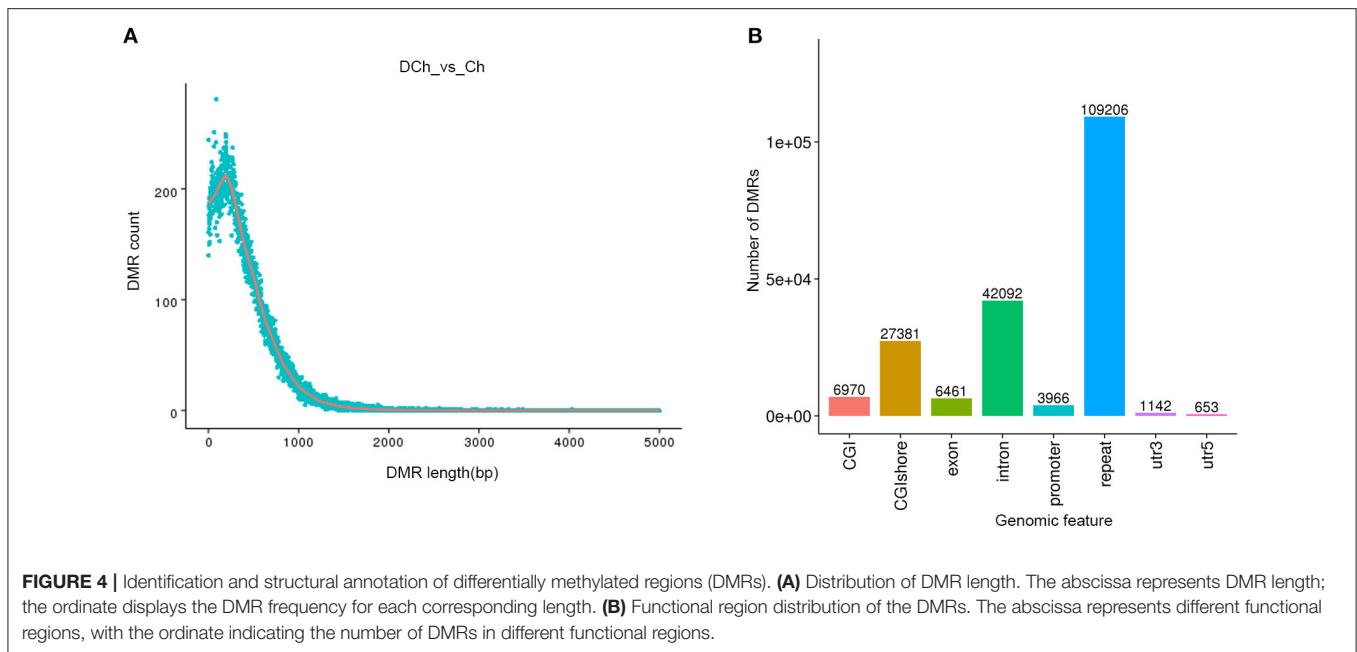 A
DCh_vs_Ch
200
100
0
DMR count
0 1000 2000 3000 4000 5000
DMR length(bp)
B
109206
1e+05
Number of DMRs
5e+04
42092
27381
6970
6461
3966
1142
653
0e+00
CGI
CGIshore
exon
intron
promoter
repeat
utr3
utr5
Genomic feature
FIGURE 4 | Identification and structural annotation of differentially methylated regions (DMRs). (A) Distribution of DMR length. The abscissa represents DMR length;
the ordinate displays the DMR frequency for each corresponding length. (B) Functional region distribution of the DMRs. The abscissa represents different functional
regions, with the ordinate indicating the number of DMRs in different functional regions.